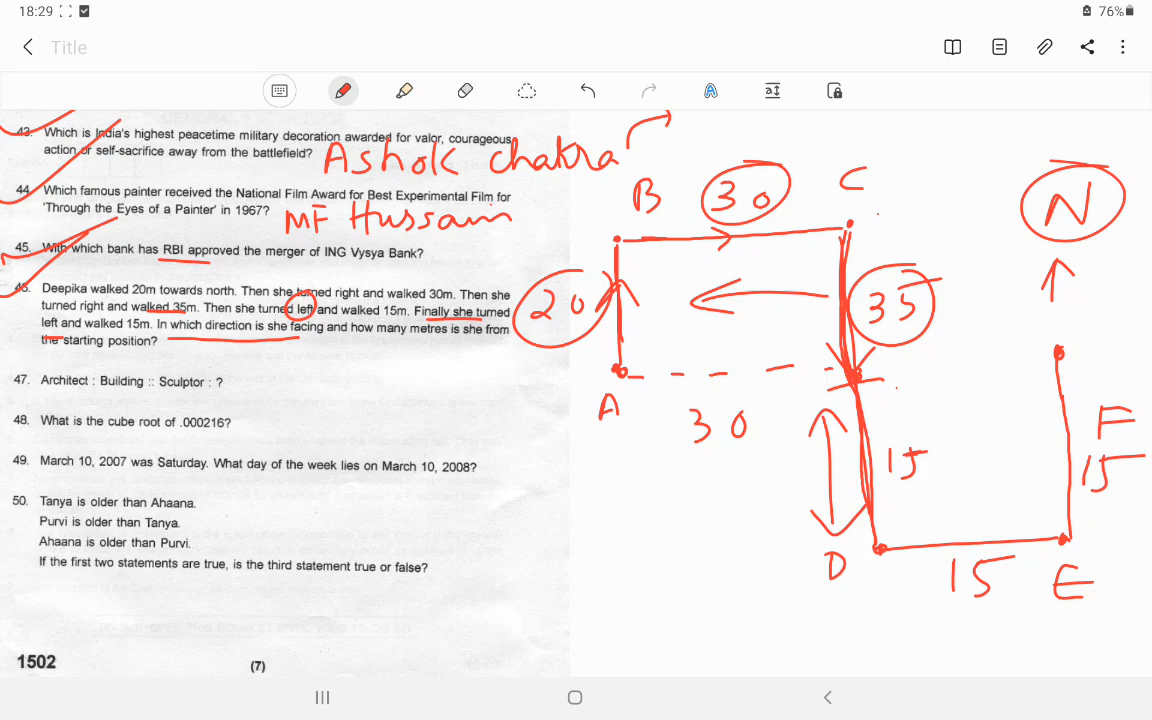 18:29
76%
Title
43. Which is India's highest peacetime military decoration awarded for valor, courageous
action or self-sacrifice away from the battlefield?
Ashok Chakra
44. Which famous painter received the National Film Award for Best Experimental Film for
'Through the Eyes of a Painter' in 1967?
MF Hussain
45. With which bank has RBI approved the merger of ING Vysya Bank?
46. Deepika walked 20m towards north. Then she turned right and walked 30m. Then she
turned right and walked 35m. Then she turned left and walked 15m. Finally she turned
left and walked 15m. In which direction is she facing and how many metres is she from
the starting position?
47. Architect : Building :: Sculptor : ?
48. What is the cube root of .000216?
49. March 10, 2007 was Saturday. What day of the week lies on March 10, 2008?
50. Tanya is older than Ahaana.
Purvi is older than Tanya.
Ahaana is older than Purvi.
If the first two statements are true, is the third statement true or false?
1502
(7)
B 30 C
N
20 35
A 30
15
F
15
D 15 E